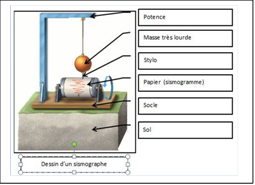 Potence
Masse très lourde
Stylo
Papier (sismogramme)
Socle
Sol
Dessin d'un sismographe